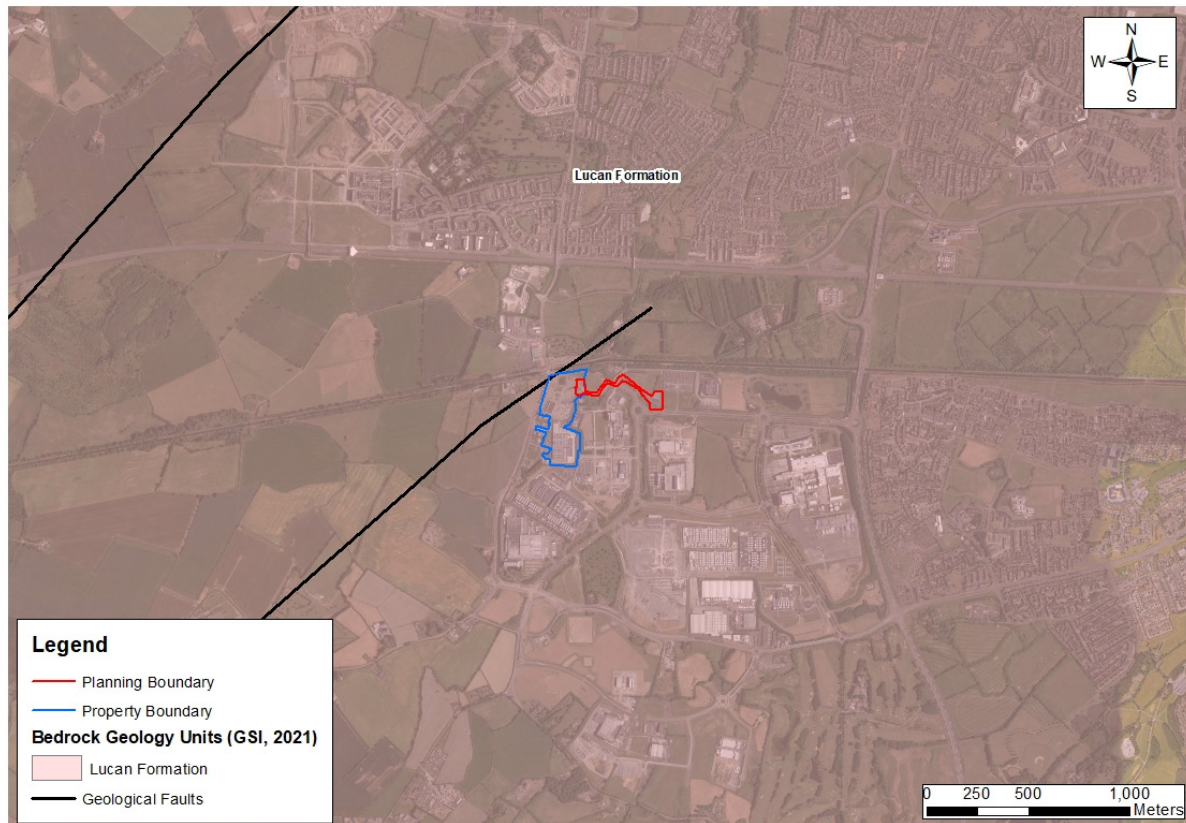 N
W E
S
Lucan Formation
Legend
Planning Boundary
Property Boundary
Bedrock Geology Units (GSI, 2021)
Lucan Formation
Geological Faults
0 250 500 1,000
Meters